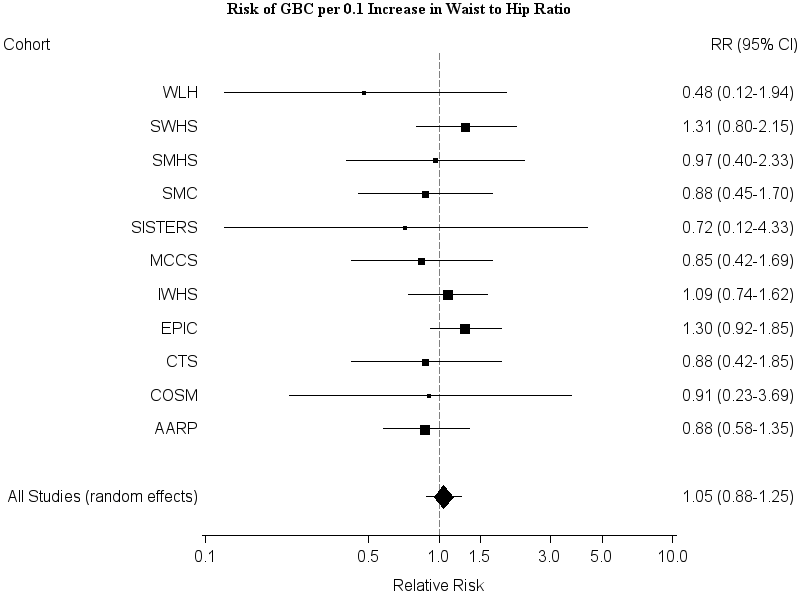 Risk of GBC per 0.1 Increase in Waist to Hip Ratio
Cohort RR (95% CI)
WLH 0.48 (0.12-1.94)
SWHS 1.31 (0.80-2.15)
SMHS 0.97 (0.40-2.33)
SMC 0.88 (0.45-1.70)
SISTERS 0.72 (0.12-4.33)
MCCS 0.85 (0.42-1.69)
IWHS 1.09 (0.74-1.62)
EPIC 1.30 (0.92-1.85)
CTS 0.88 (0.42-1.85)
COSM 0.91 (0.23-3.69)
AARP 0.88 (0.58-1.35)
All Studies (random effects) 1.05 (0.88-1.25)
0.1 0.5 1.0 1.5 3.0 5.0 10.0
Relative Risk